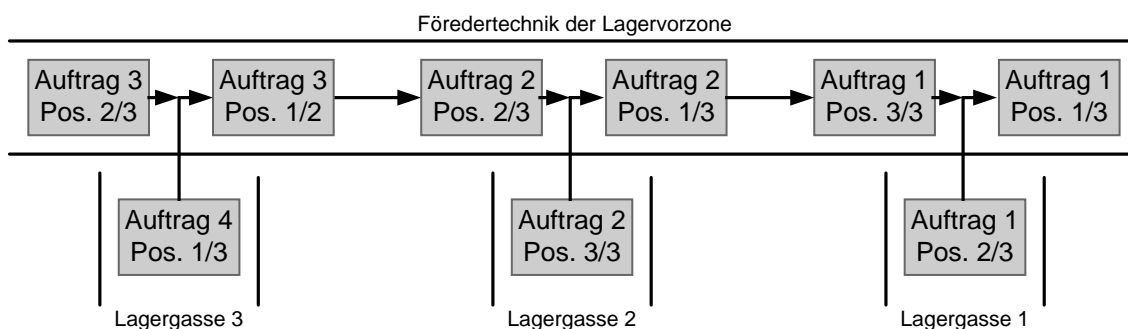 Föredertechnik der Lagervorzone
Auftrag 3
Pos. 2/3
Auftrag 3
Pos. 1/2
Auftrag 2
Pos. 2/3
Auftrag 2
Pos. 1/3
Auftrag 1
Pos. 3/3
Auftrag 1
Pos. 1/3
Auftrag 4
Pos. 1/3
Auftrag 2
Pos. 3/3
Auftrag 1
Pos. 2/3
Lagergasse 3
Lagergasse 2
Lagergasse 1